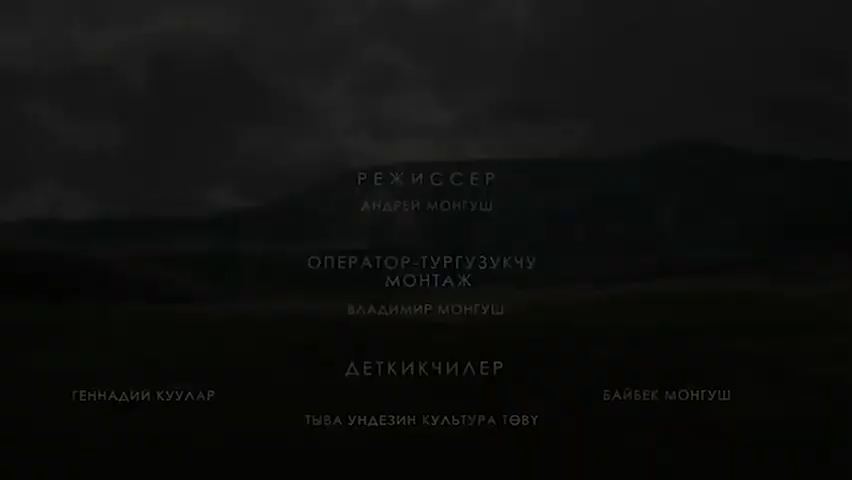 РЕЖИССЕР
АНДРЕЙ МОНГУШ
ОПЕРАТОР-ТУРГУЗУКЧУ
МОНТАЖ
ВЛАДИМИР МОНГУШ
ДЕТКИКЧИЛЕР
ГЕННАДИЙ КУУЛАР
БАЙБЕК МОНГУШ
ТЫВА УНДЕЗИН КУЛЬТУРА ТӨВҮ